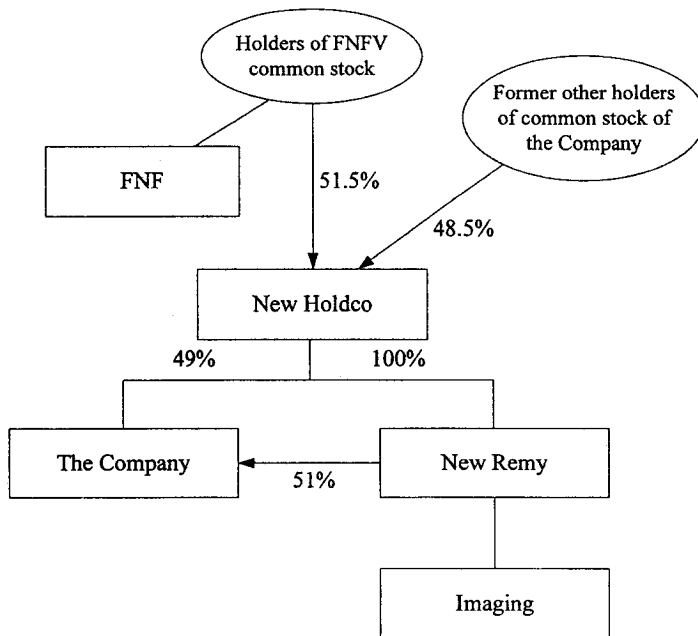 Holders of FNFV
common stock
Former other holders
of common stock of
the Company
FNF
51.5%
48.5%
New Holdco
49%
100%
The Company
51%
New Remy
Imaging